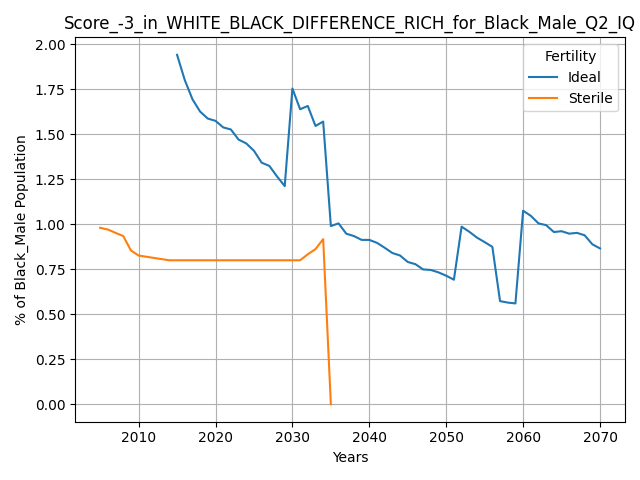 Score_-3_in_WHITE_BLACK_DIFFERENCE_RICH_for_Black_Male_Q2_IQ
Fertility
Ideal
Sterile
% of Black_Male Population
2.00
1.75
1.50
1.25
1.00
0.75
0.50
0.25
0.00
2010 2020 2030 2040 2050 2060 2070
Years